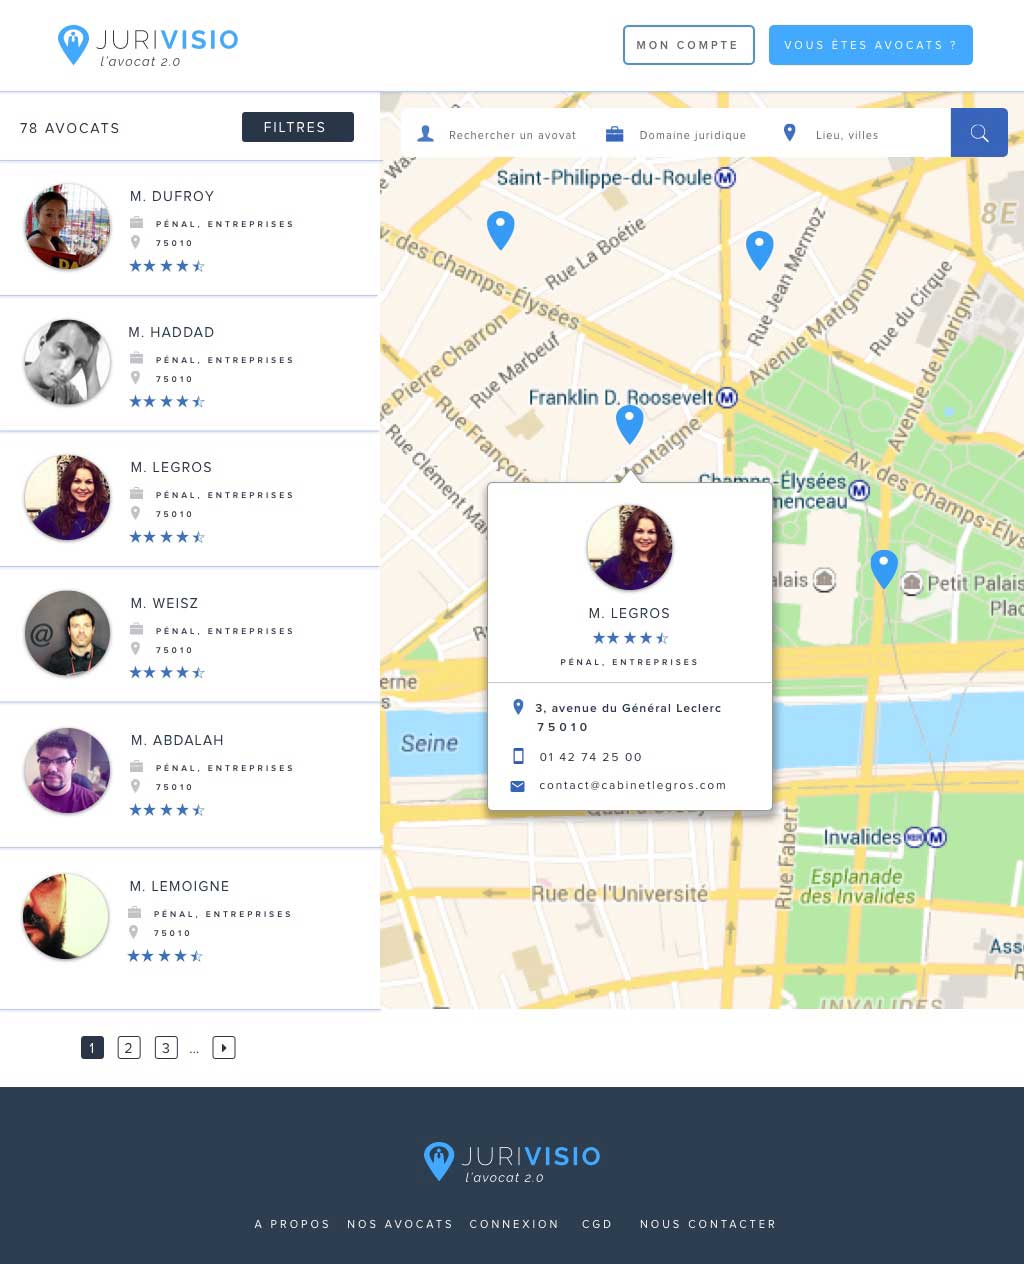 JURIVISIO
l'avocat 2.0
MON COMPTE
VOUS ÊTES AVOCATS ?
78 AVOCATS
FILTRES
M. DUFROY
PÉNAL, ENTREPRISES
75010
M. HADDAD
PÉNAL, ENTREPRISES
75010
M. LEGROS
PÉNAL, ENTREPRISES
75010
M. WEISZ
@
PÉNAL, ENTREPRISES
75010
M. ABDALAH
PÉNAL, ENTREPRISES
75010
M. LEMOIGNE
PÉNAL, ENTREPRISES
75010
Rechercher un avovat
Domaine juridique
Lieu, villes
Saint-Philippe-du-Roule M
8E
Rue La Boétie
v. des Champs-Élysées
Rue Jean Mermoz
Avenue Matignon
Rue du Cirque
Avenue de Marigny
e Pierre Charron
Rue Marbeuf
Franklin D. Roosevelt M
Rue François
ontaigne
Rue Clément Ma
Champs-Élysées
menceau M
Av. des Champs-Élys
alais
Petit Palais
Plac
M. LEGROS
PÉNAL, ENTREPRISES
3, avenue du Général Leclerc
75010
01 42 74 25 00
contact@cabinetlegros.com
erne
s
Seine
Invalides RER M
Rue Fabert
Esplanade
des Invalides
Rue de l'Université
Ass
INVALIDES
1
2
3
...
JURIVISIO
l'avocat 2.0
A PROPOS
NOS AVOCATS
CONNEXION
CGD
NOUS CONTACTER